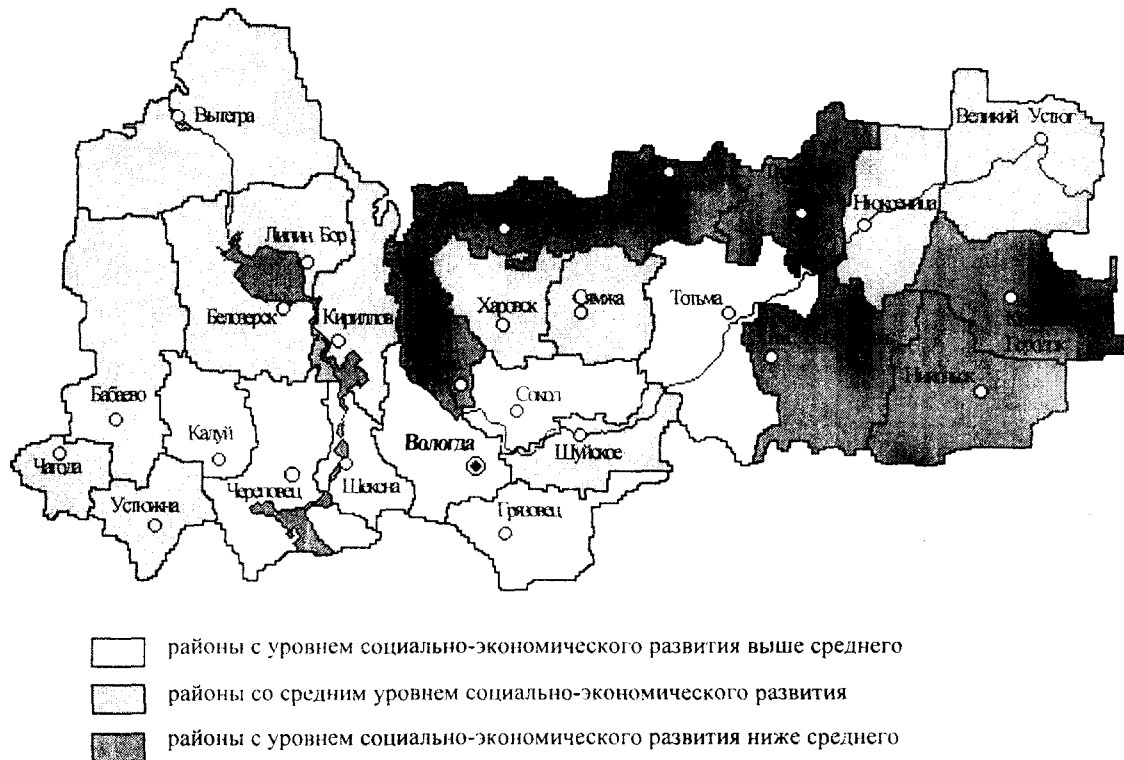 Вытегра
Великий Устюг
Нюксеница
Липин Бор
Тотьма
Харовск
Сямжа
Белозерск
Кириллов
Никольск
Бабаево
Сокол
Кадуй
Вологда
Шуйское
Чагода
Череповец
Шексна
Устюжна
Грязовец
районы с уровнем социально-экономического развития выше среднего
районы со средним уровнем социально-экономического развития
районы с уровнем социально-экономического развития ниже среднего